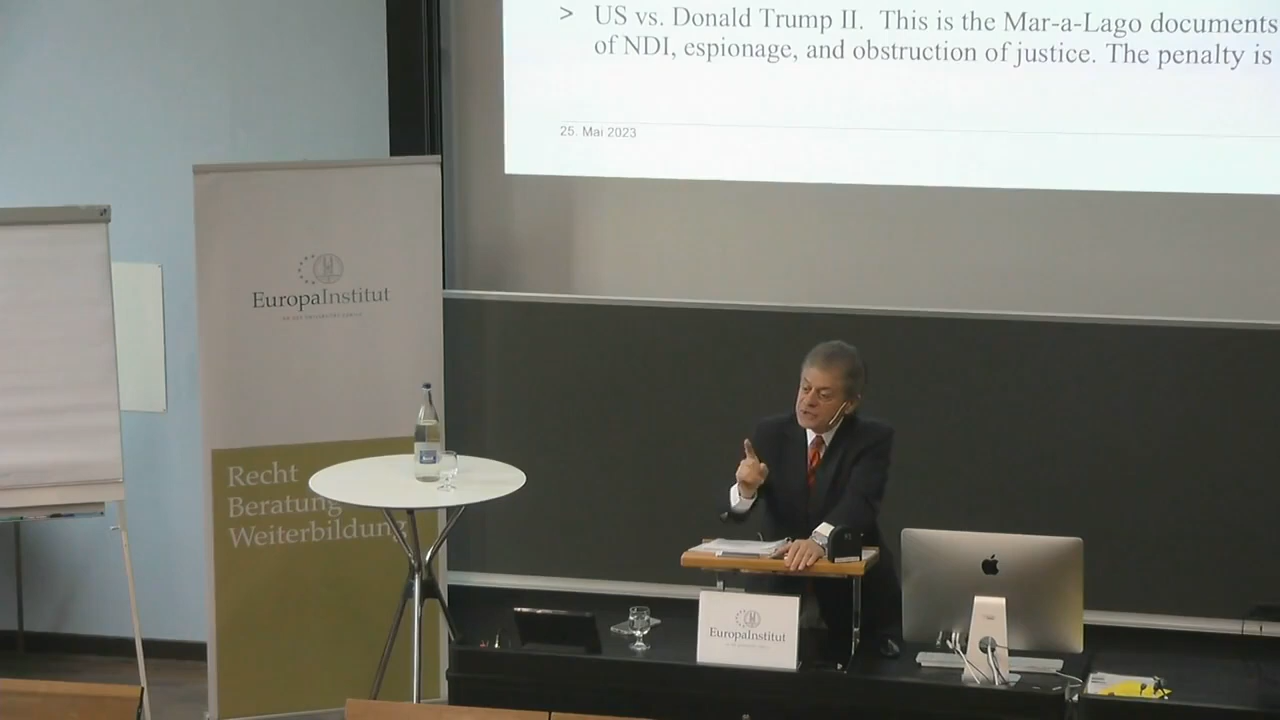 > US vs. Donald Trump II. This is the Mar-a-Lago documents
of NDI, espionage, and obstruction of justice. The penalty is
25. Mai 2023
EuropaInstitut
Recht
Beratung
Weiterbildung
EuropaInstitut